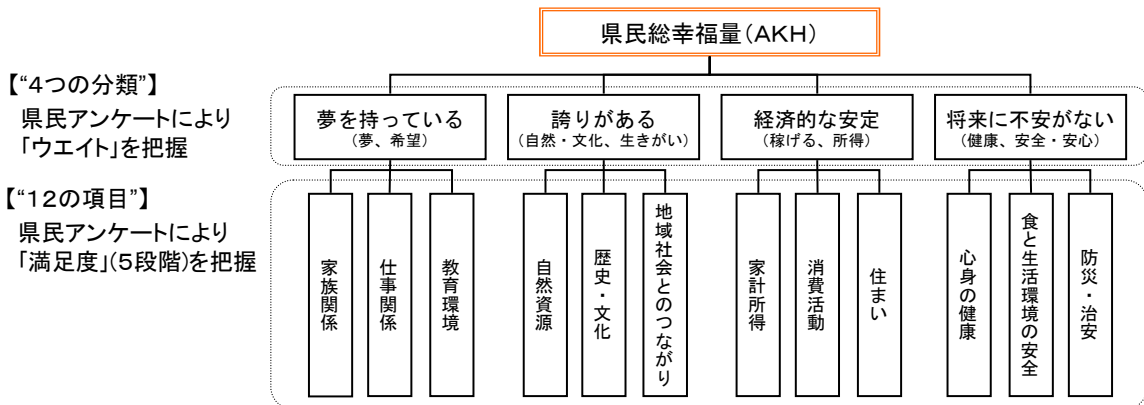 県民総幸福量(AKH)
【“4つの分類”】
県民アンケートにより
「ウエイト」を把握
夢を持っている
(夢、希望)
誇りがある
(自然・文化、生きがい)
経済的な安定
(稼げる、所得)
将来に不安がない
(健康、安全・安心)
【“12の項目”】
県民アンケートにより
「満足度」(5段階)を把握
家族関係
仕事関係
教育環境
自然資源
歴史・文化
地域社会とのつながり
家計所得
消費活動
住まい
心身の健康
食と生活環境の安全
防災・治安